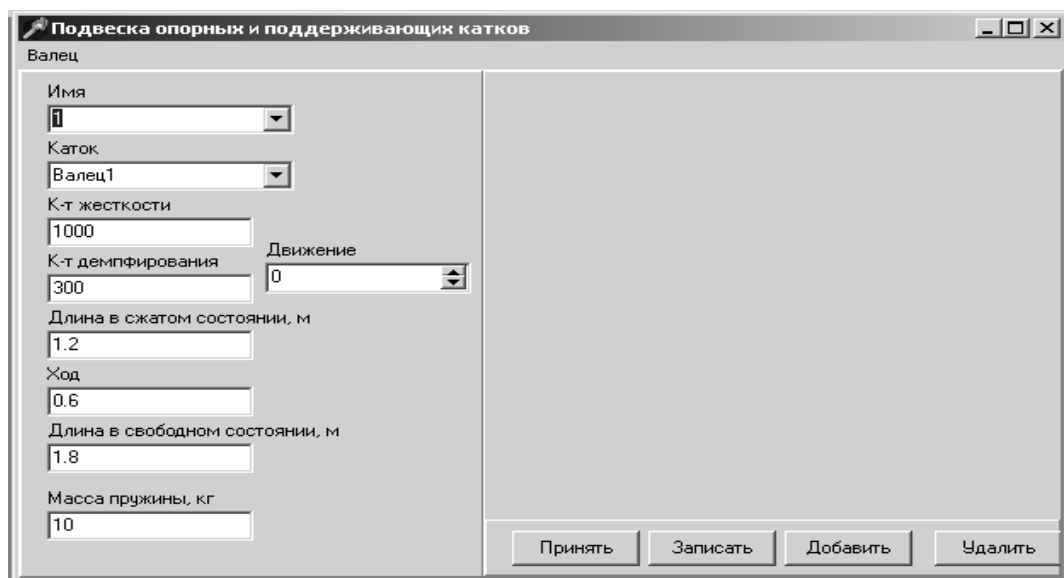 Подвеска опорных и поддерживающих катков
Валец
Имя
1
Каток
Валец1
К-т жесткости
1000
К-т демпфирования
300
Движение
0
Длина в сжатом состоянии, м
1.2
Ход
0.6
Длина в свободном состоянии, м
1.8
Масса пружины, кг
10
Принять Записать Добавить Удалить